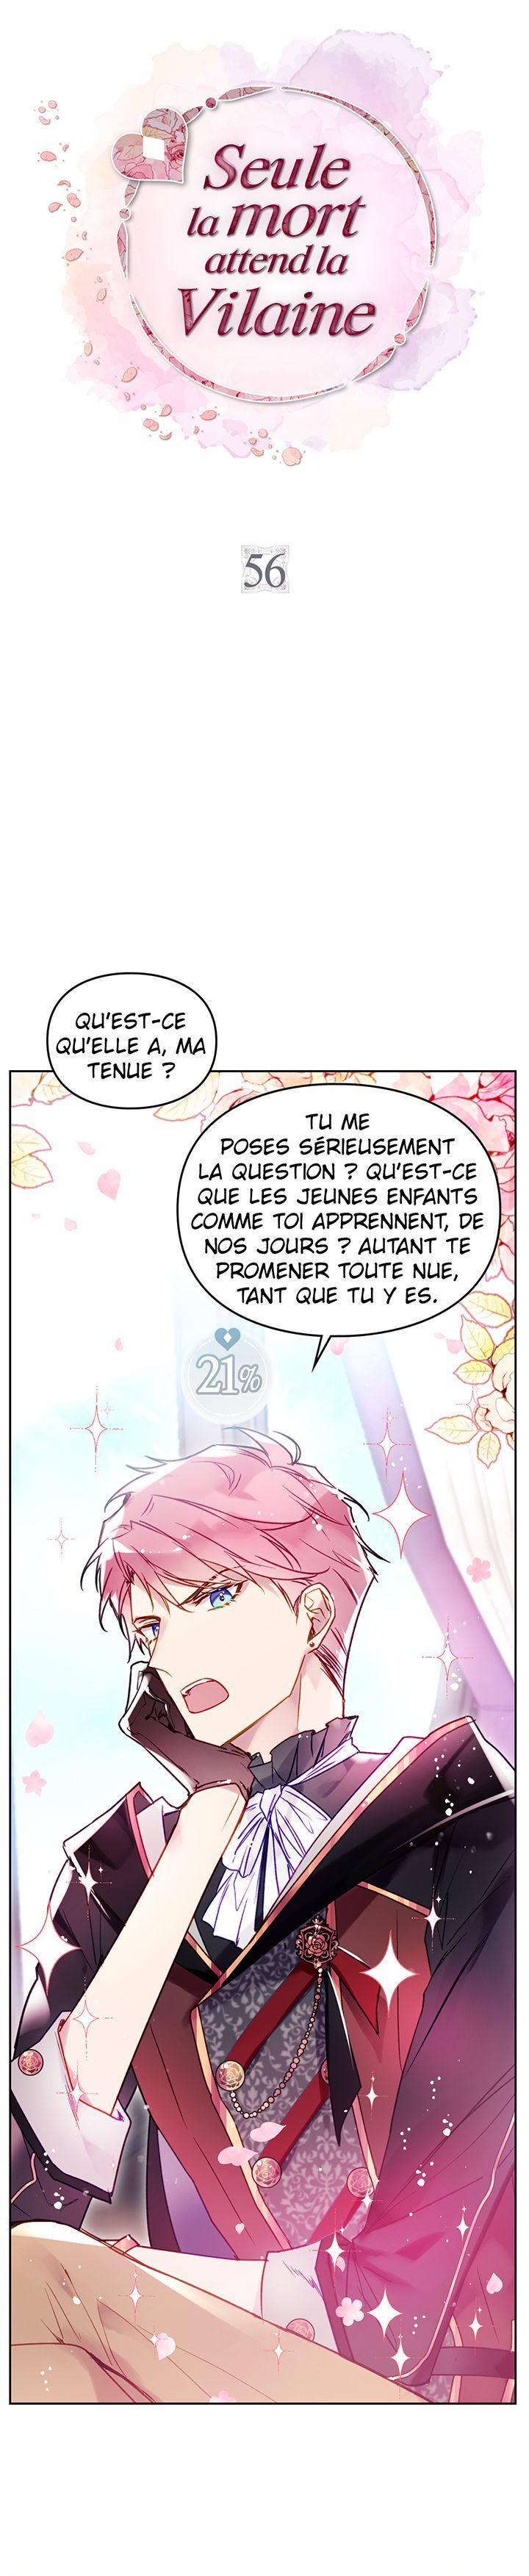 Seule
la mort
attend la
Vilaine
56
QU'EST-CE
QU'ELLE A, MA
TENUE ?
TU ME
POSES SÉRIEUSEMENT
LA QUESTION ? QU'EST-CE
QUE LES JEUNES ENFANTS
COMME TOI APPRENNENT, DE
NOS JOURS ? AUTANT TE
PROMENER TOUTE NUE,
TANT QUE TU Y ES.
21%